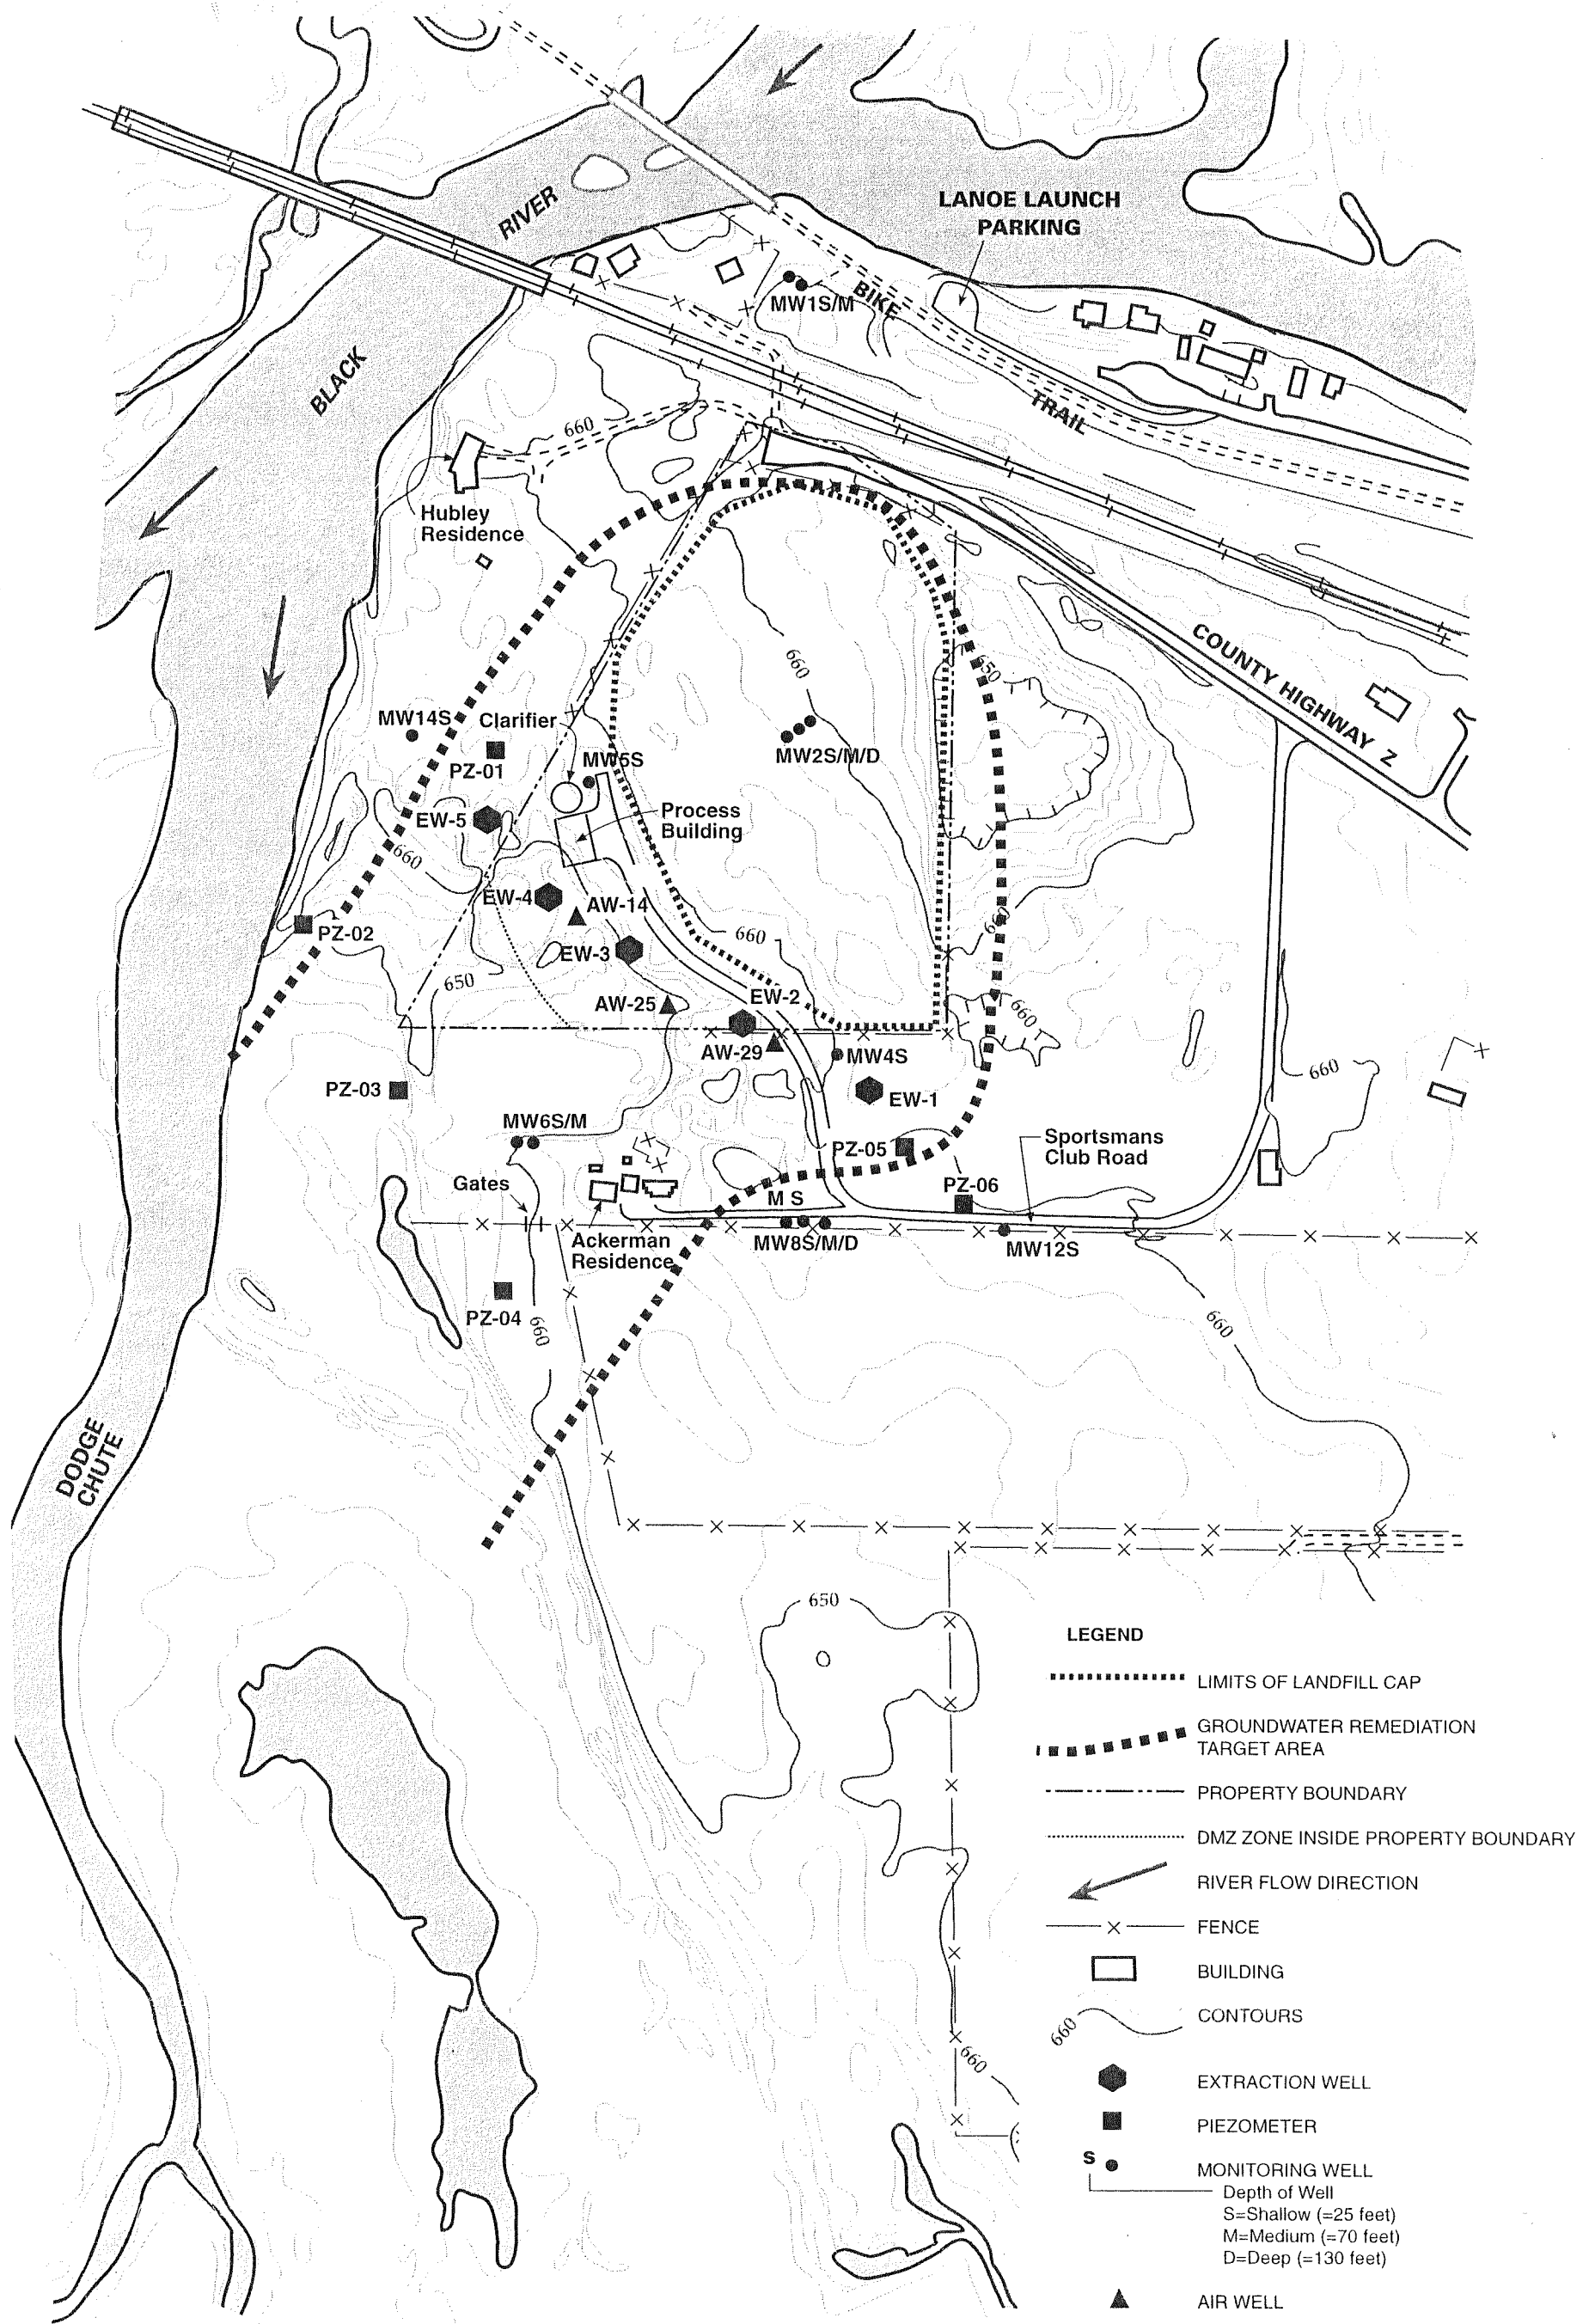 LANOE LAUNCH
PARKING
RIVER
BLACK
MW1S/M
BIKE
TRAIL
660
Hubley
Residence
COUNTY HIGHWAY Z
660
650
MW14S
Clarifier
PZ-01
MW5S
MW2S/M/D
EW-5
Process
Building
660
EW-4
AW-14
PZ-02
660
660
EW-3
650
AW-25
EW-2
660
AW-29
MW4S
660
PZ-03
EW-1
MW6S/M
PZ-05
Sportsmans
Club Road
Gates
M S
PZ-06
Ackerman
Residence
MW8S/M/D
MW12S
PZ-04
660
660
DODGE
CHUTE
650
660
LEGEND
LIMITS OF LANDFILL CAP
GROUNDWATER REMEDIATION
TARGET AREA
PROPERTY BOUNDARY
DMZ ZONE INSIDE PROPERTY BOUNDARY
RIVER FLOW DIRECTION
FENCE
BUILDING
660
CONTOURS
EXTRACTION WELL
PIEZOMETER
S
MONITORING WELL
Depth of Well
S=Shallow (=25 feet)
M=Medium (=70 feet)
D=Deep (=130 feet)
AIR WELL